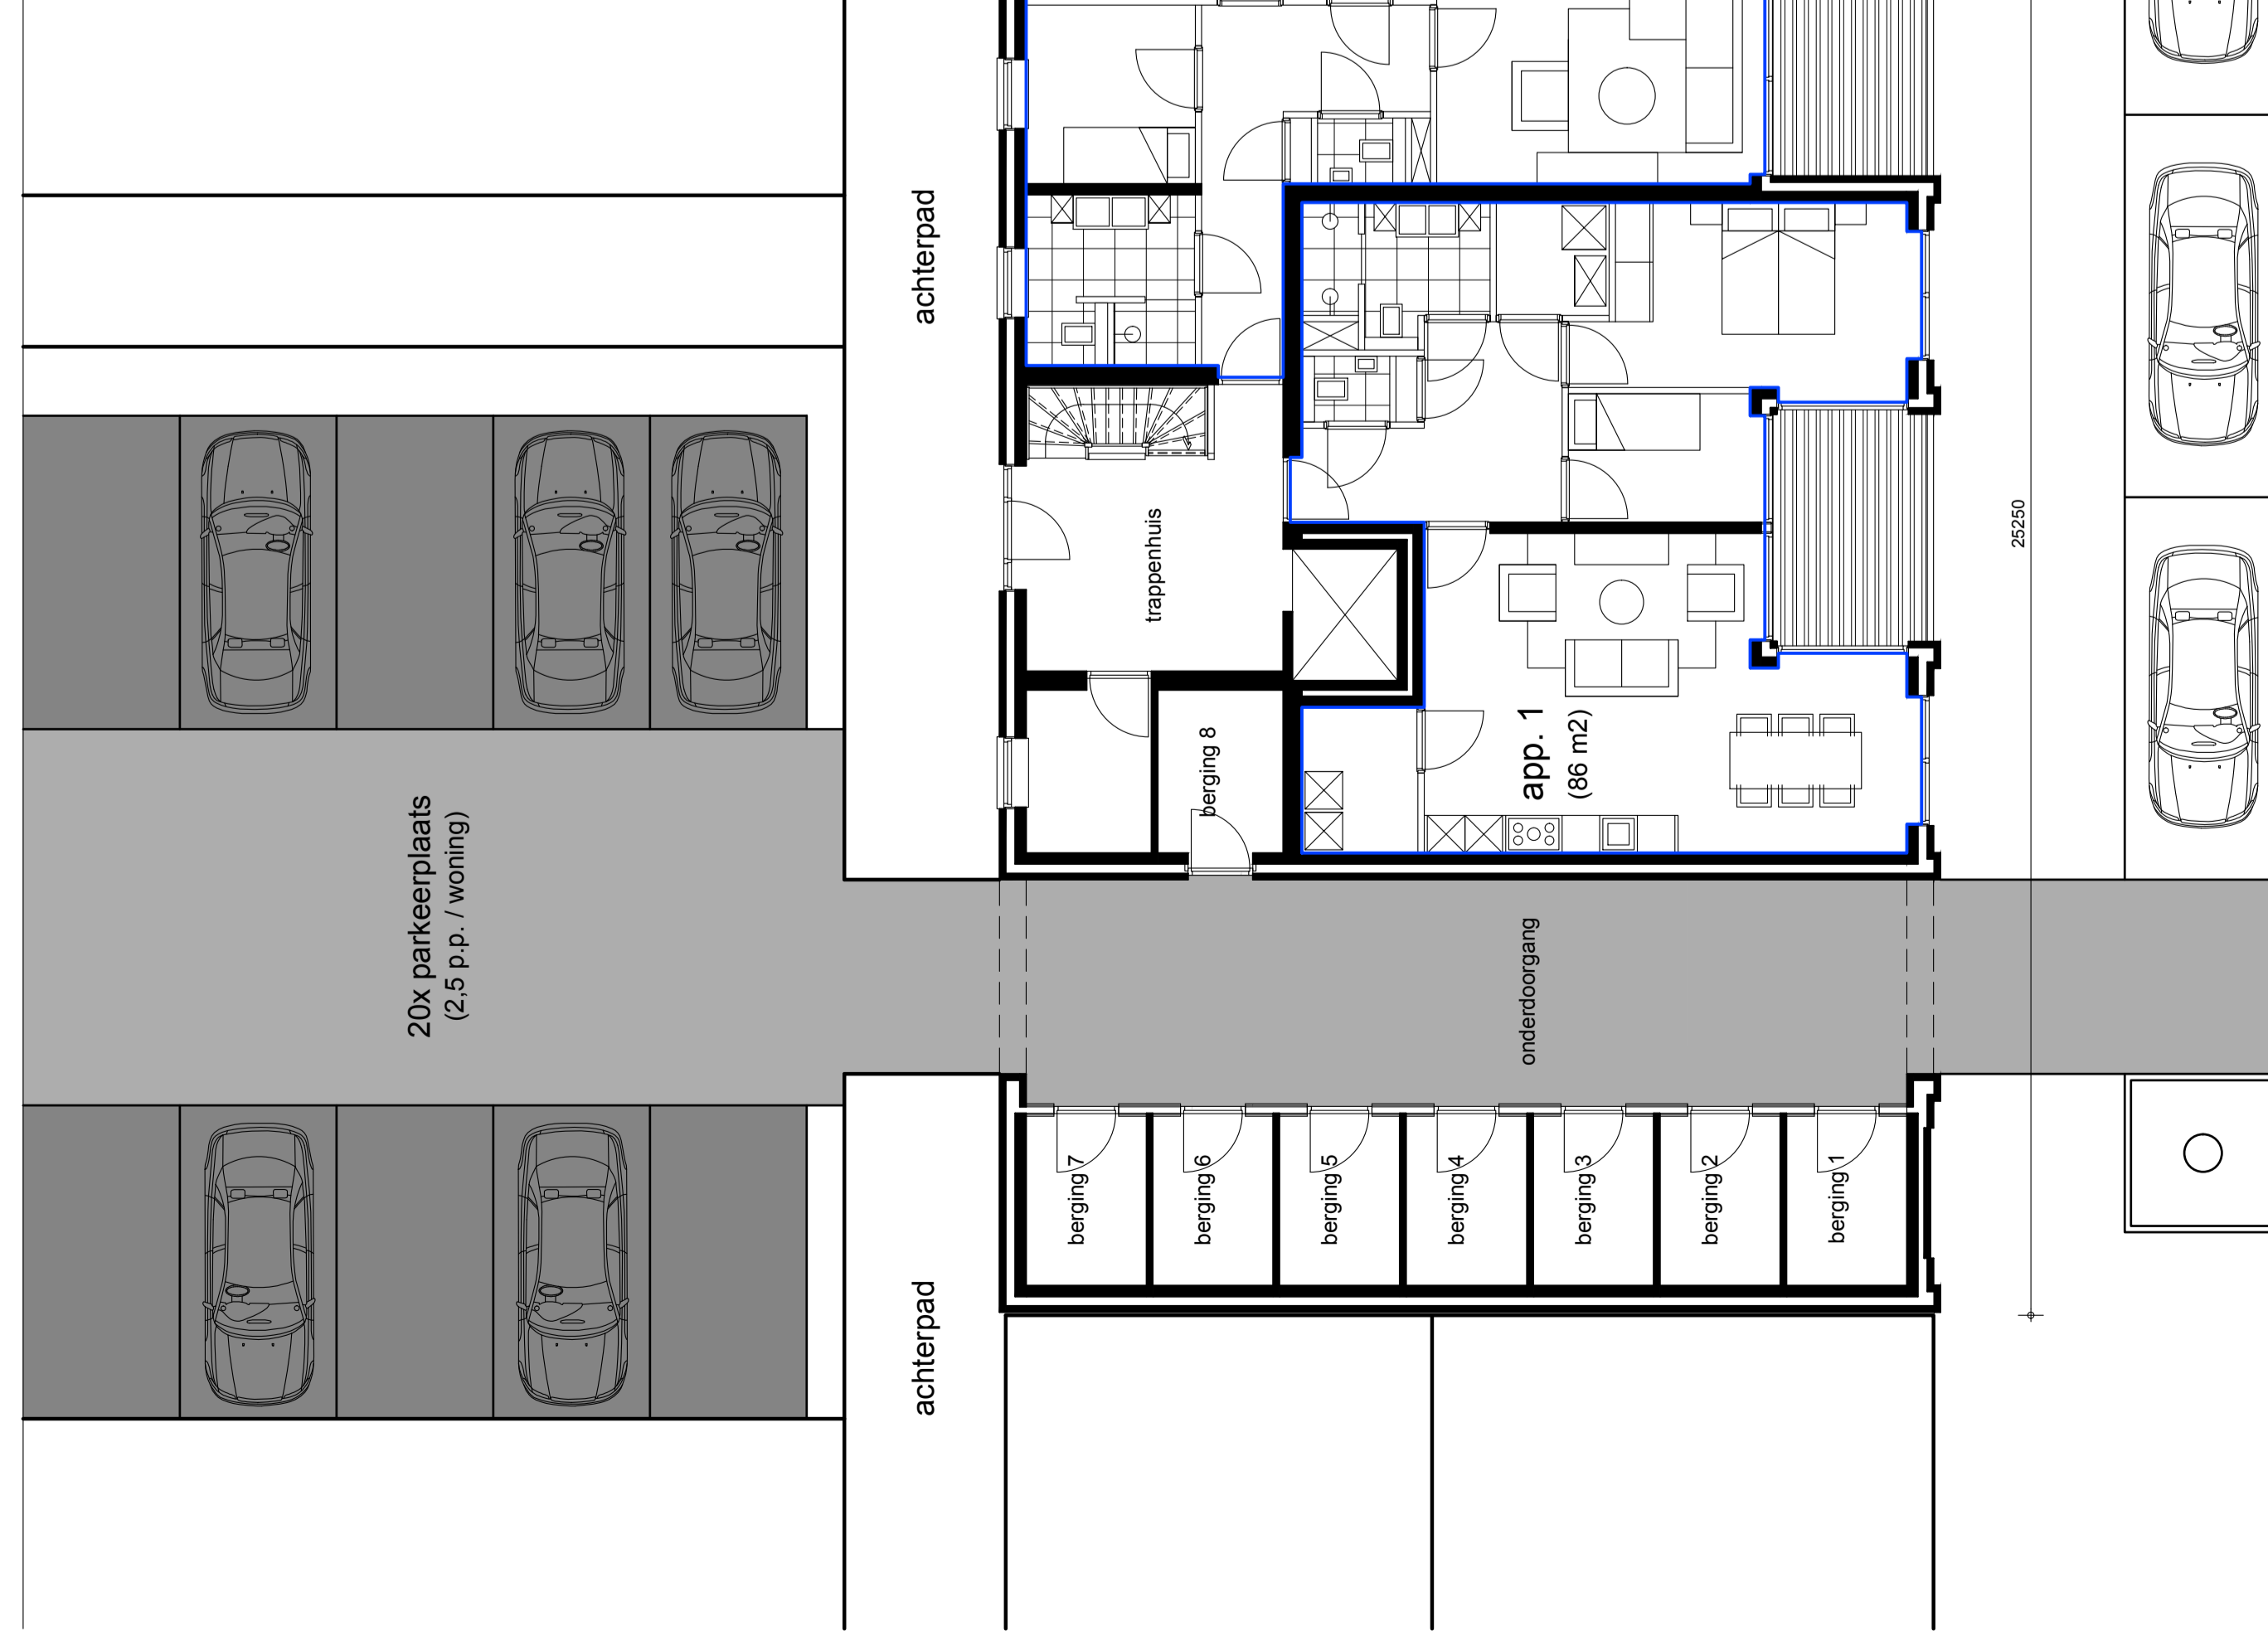 achterpad
trappenhuis
25250
berging 8
app. 1
(86 m2)
20x parkeerplaats
(2,5 p.p. / woning)
onderdoorgang
berging 7
berging 6
berging 5
berging 4
berging 3
berging 2
berging 1
achterpad